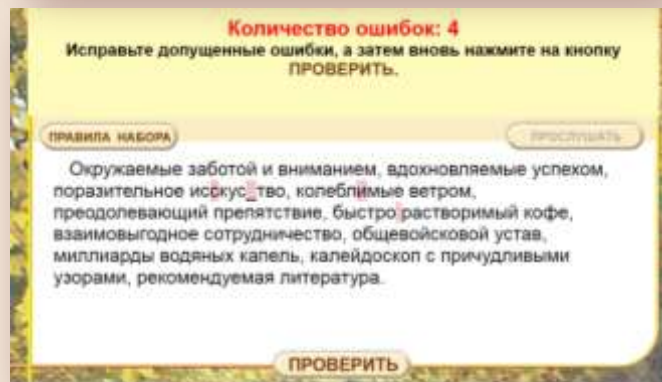 Количество ошибок: 4
Исправьте допущенные ошибки, а затем вновь нажмите на кнопку
ПРОВЕРИТЬ.
ПРАВИЛА НАБОРА
ПРОСЛУШАТЬ
Окружаемые заботой и вниманием, вдохновляемые успехом,
поразительное исскус_тво, колеблимые ветром,
преодолевающий препятствие, быстро растворимый кофе,
взаимовыгодное сотрудничество, общевойсковой устав,
миллиарды водяных капель, калейдоскоп с причудливыми
узорами, рекомендуемая литература.
ПРОВЕРИТЬ